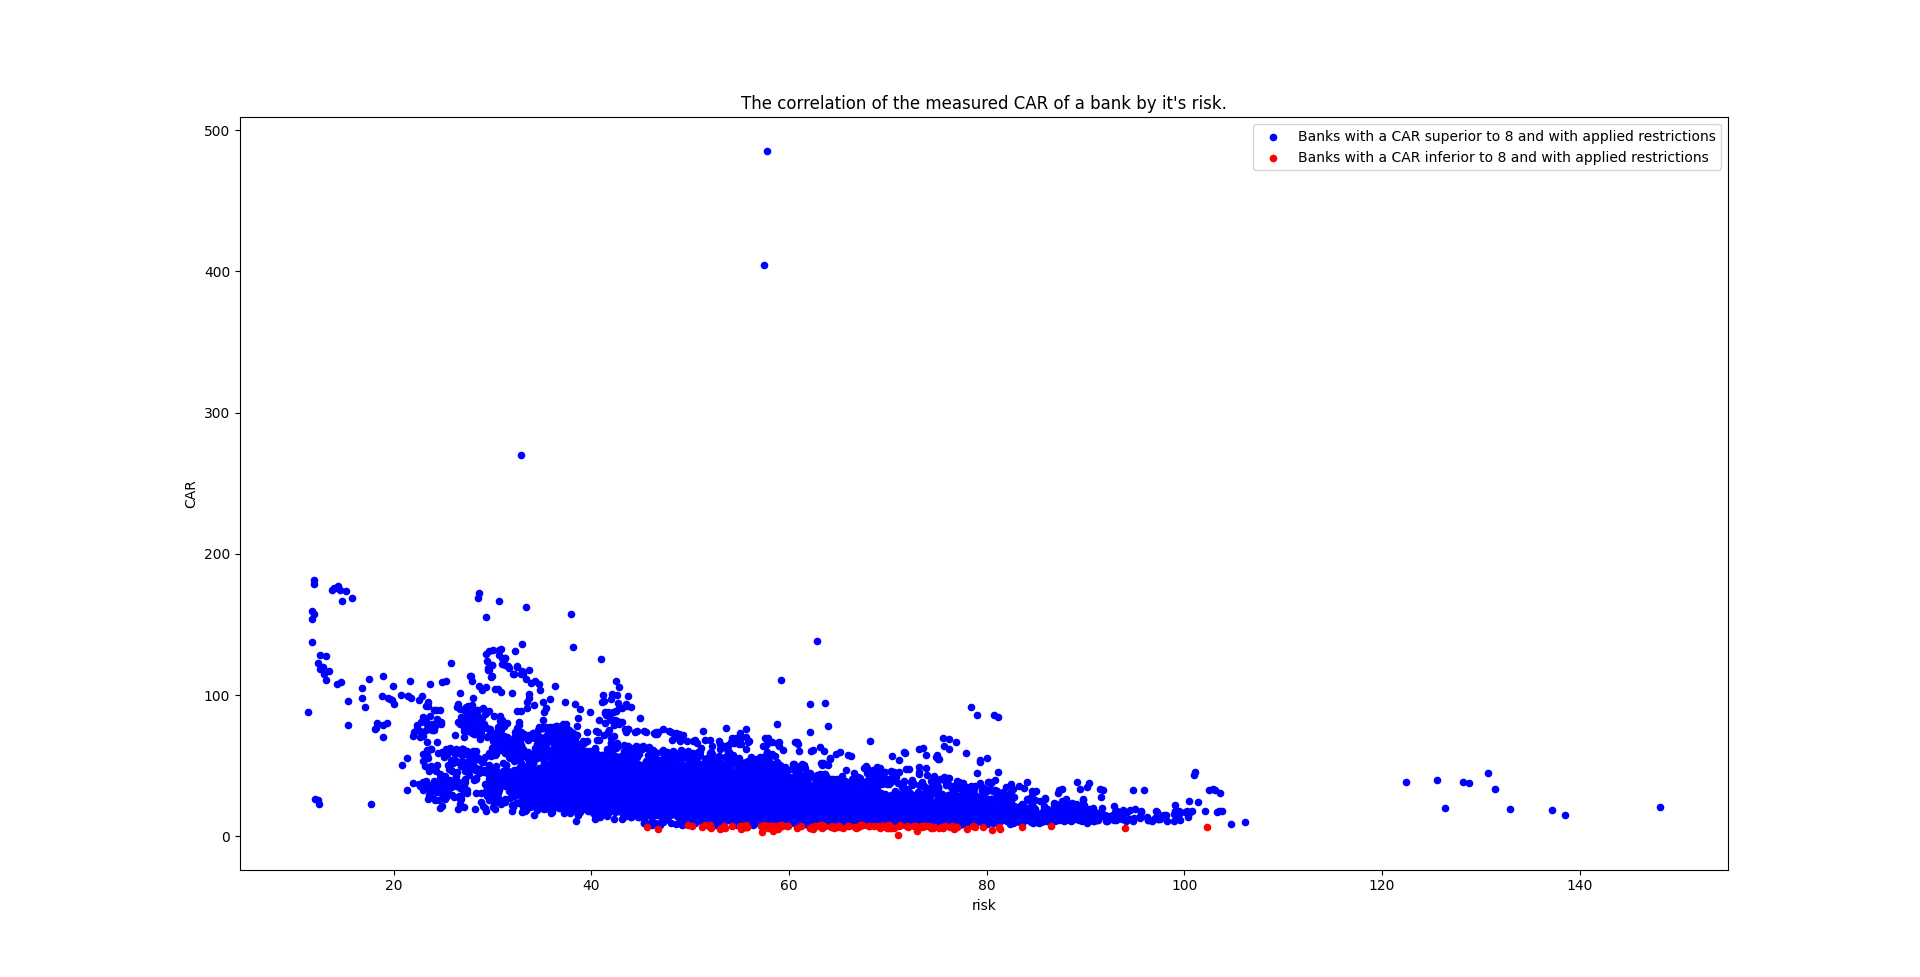 The correlation of the measured CAR of a bank by it's risk.
Banks with a CAR superior to 8 and with applied restrictions
Banks with a CAR inferior to 8 and with applied restrictions
500
400
300
200
100
0
CAR
20 40 60 80 100 120 140
risk